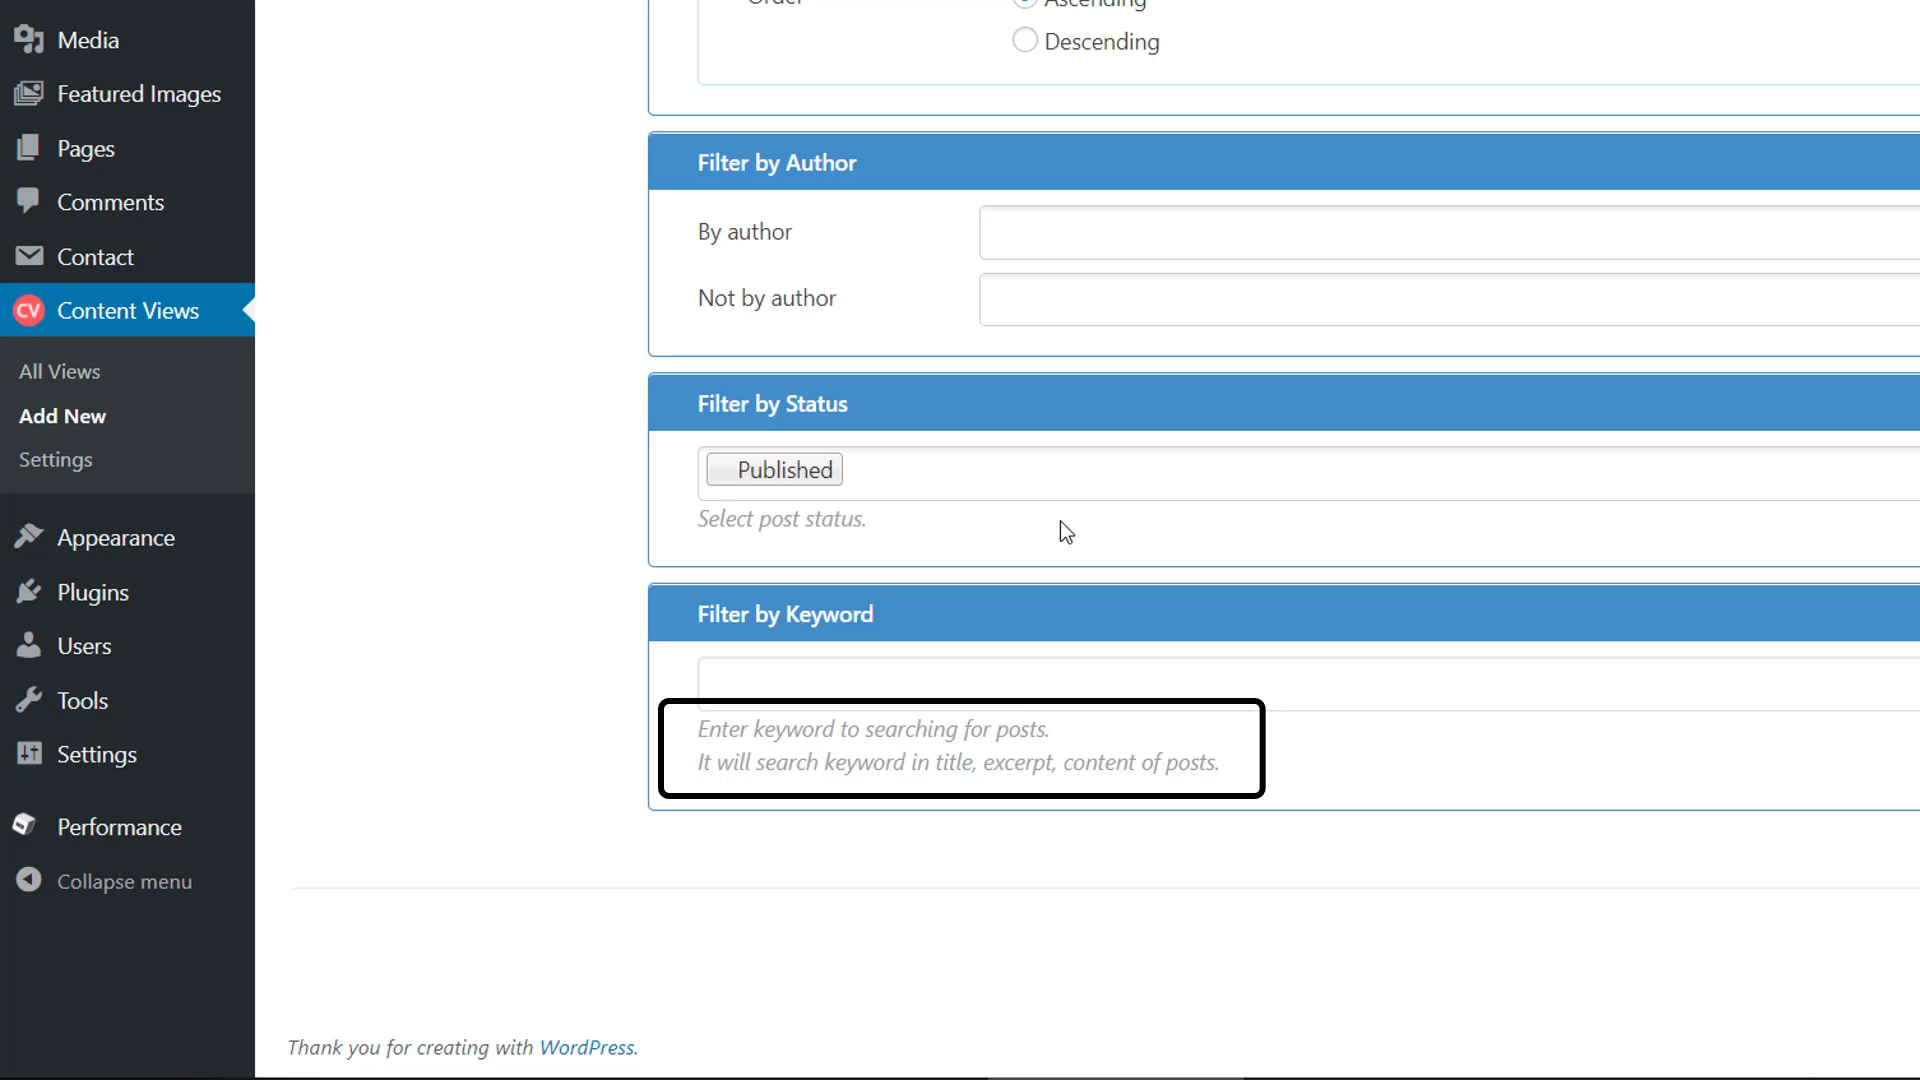 Media
Featured Images
Pages
Comments
Contact
CV Content Views
All Views
Add New
Settings
Appearance
Plugins
Users
Tools
Settings
Performance
Collapse menu
Order
Ascending
Descending
Filter by Author
By author
Not by author
Filter by Status
Published
Select post status.
Filter by Keyword
Enter keyword to searching for posts.
It will search keyword in title, excerpt, content of posts.
Thank you for creating with WordPress.